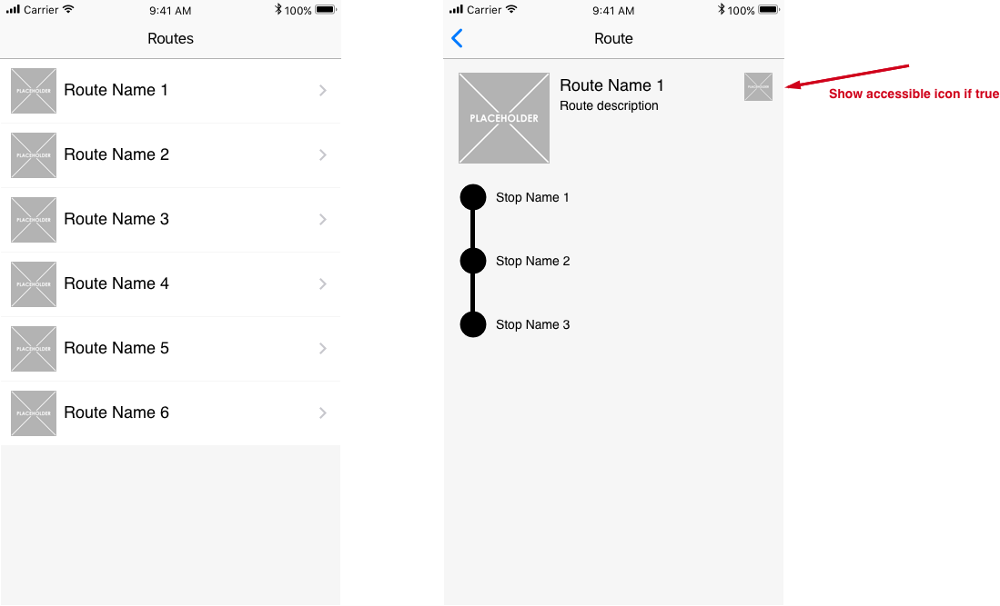 Carrier 9:41 AM 100%
Routes
PLACEHOLDER Route Name 1
PLACEHOLDER Route Name 2
PLACEHOLDER Route Name 3
PLACEHOLDER Route Name 4
PLACEHOLDER Route Name 5
PLACEHOLDER Route Name 6
Carrier 9:41 AM 100%
Route
PLACEHOLDER
Route Name 1
Route description
PLACEHOLDER
Show accessible icon if true
Stop Name 1
Stop Name 2
Stop Name 3